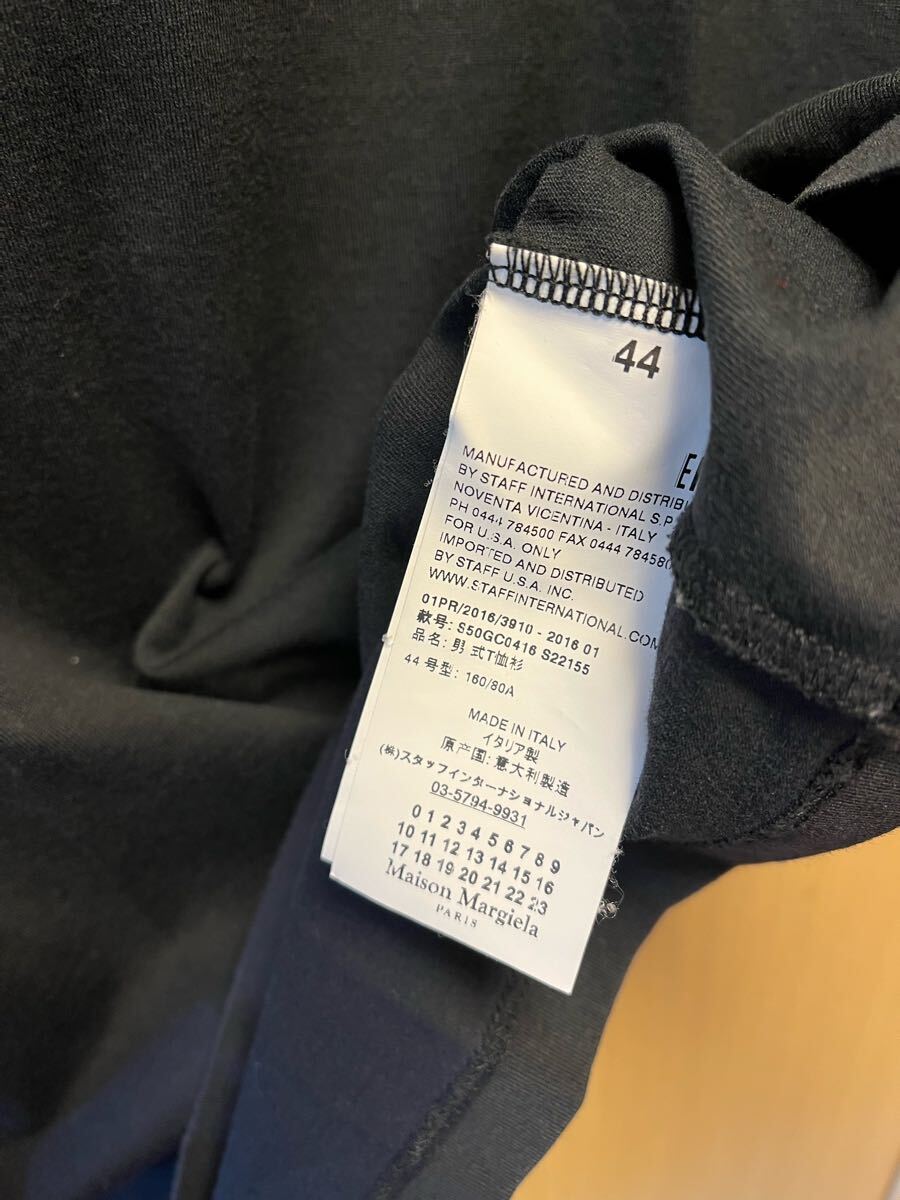 44
MANUFACTURED AND
BY STAFF INTERNATIONAL S.P.
NOVENTA VICENTINA - ITALY
PH 0444 784500 FAX 0444 784580
FOR U.S.A. ONLY
IMPORTED AND DISTRIBUTED
BY STAFF U.S.A. INC.
WWW.STAFFINTERNATIONAL.COM
01PR/2016/3910 - 2016 01
款号: S50GC0416 S22155
品名: 男 式T恤衫
44 号型: 160/80A
MADE IN ITALY
イタリア製
原产国: 意大利製造
(株)スタッフインターナショナルジャパン
03-5794-9931
0 1 2 3 4 5 6 7 8 9
10 11 12 13 14 15 16
17 18 19 20 21 22 23
Maison Margiela
PARIS